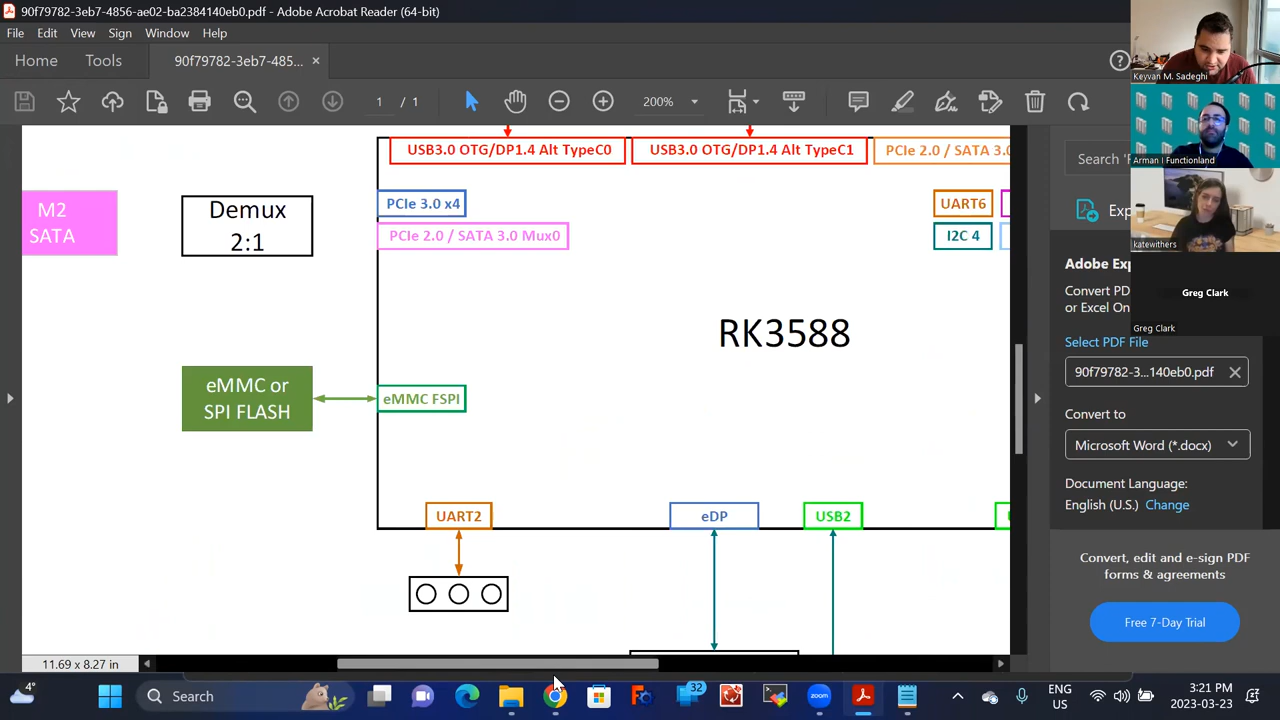 90f79782-3eb7-4856-ae02-ba2384140eb0.pdf - Adobe Acrobat Reader (64-bit)
File Edit View Sign Window Help
Home Tools 90f79782-3eb7-485... ×
1 / 1 200%
USB3.0 OTG/DP1.4 Alt TypeC0
USB3.0 OTG/DP1.4 Alt TypeC1
PCIe 2.0 / SATA 3.0
M2
SATA
Demux
2:1
PCIe 3.0 x4
PCIe 2.0 / SATA 3.0 Mux0
UART6
I2C 4
RK3588
eMMC or
SPI FLASH
eMMC FSPI
UART2
eDP
USB2
Keyvan M. Sadeghi
Arman | Functionland
katewithers
Greg Clark
Greg Clark
Search
Exp
Adobe Exp
Convert PD
or Excel On
Select PDF File
90f79782-3...140eb0.pdf
Convert to
Microsoft Word (*.docx)
Document Language:
English (U.S.) Change
Convert, edit and e-sign PDF
forms & agreements
Free 7-Day Trial
11.69 x 8.27 in
4°
Search
32
zoom
ENG
US
3:21 PM
2023-03-23